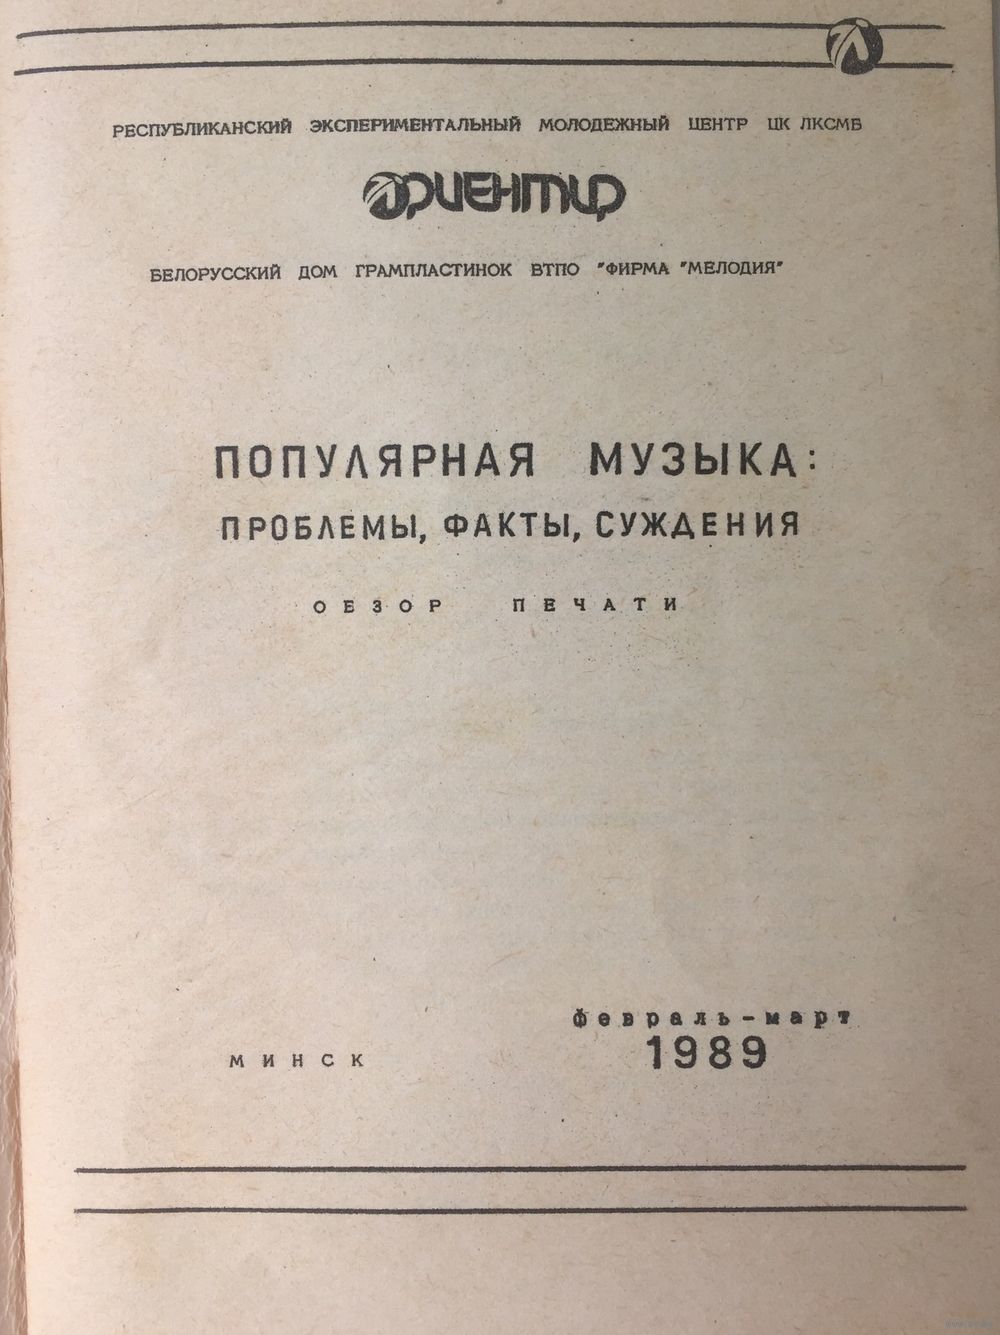 РЕСПУБЛИКАНСКИЙ ЭКСПЕРИМЕНТАЛЬНЫЙ МОЛОДЕЖНЫЙ ЦЕНТР ЦК ЛКСМБ
ОРИЕНТИР
БЕЛОРУССКИЙ ДОМ ГРАМПЛАСТИНОК ВТПО "ФИРМА "МЕЛОДИЯ"
ПОПУЛЯРНАЯ МУЗЫКА:
ПРОБЛЕМЫ, ФАКТЫ, СУЖДЕНИЯ
ОБЗОР ПЕЧАТИ
февраль-март
МИНСК 1989